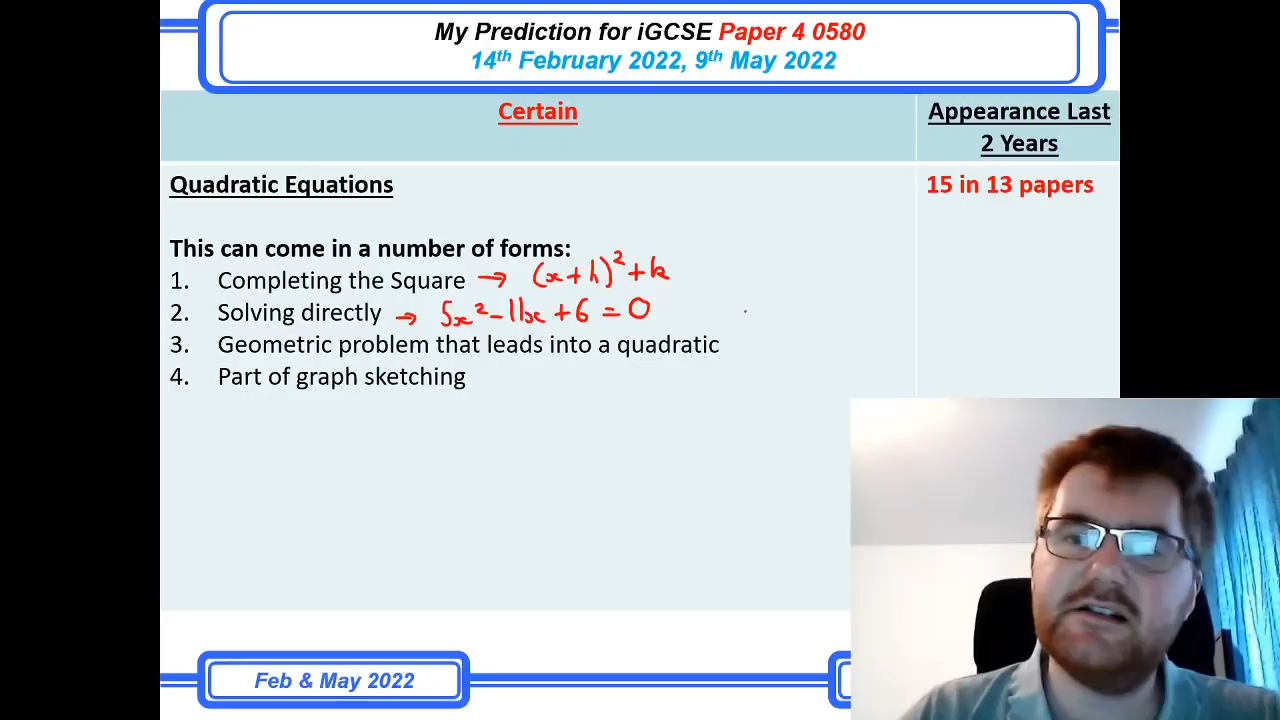 My Prediction for iGCSE Paper 4 0580
14th February 2022, 9th May 2022
Certain
Appearance Last
2 Years
Quadratic Equations
15 in 13 papers
This can come in a number of forms:
1. Completing the Square → (x+h)²+k
2. Solving directly → 5x²-11x+6=0
3. Geometric problem that leads into a quadratic
4. Part of graph sketching
Feb & May 2022